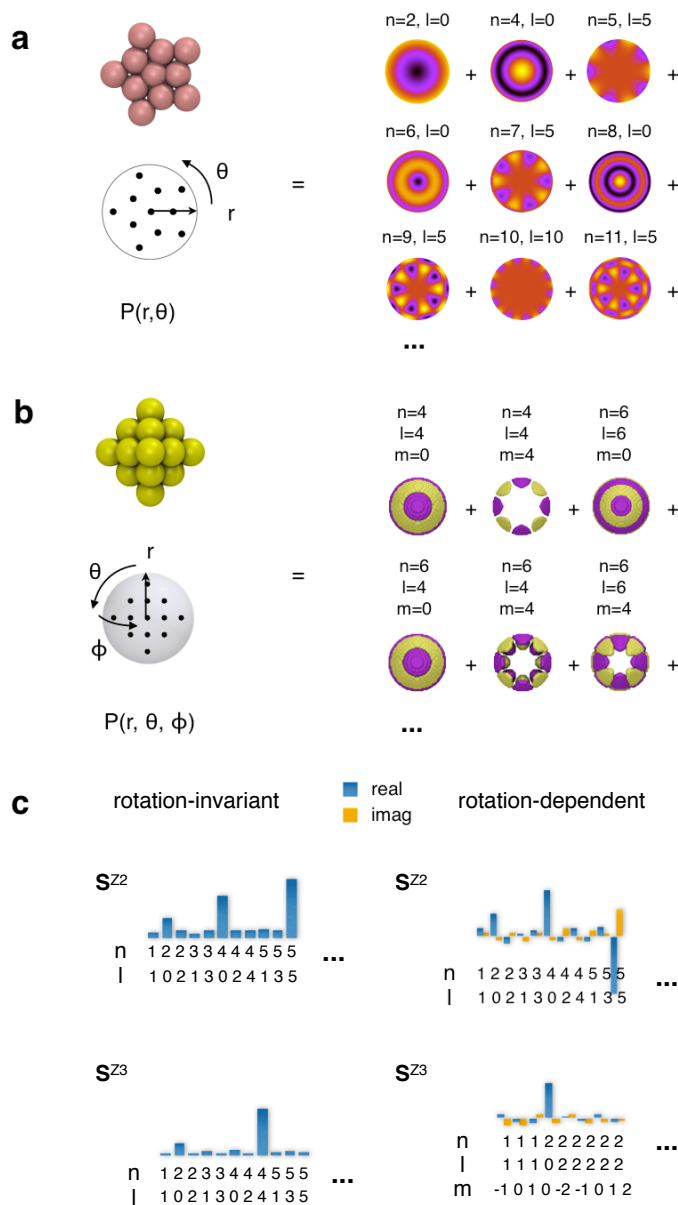 a
n=2, l=0 n=4, l=0 n=5, l=5
+ + +
n=6, l=0 n=7, l=5 n=8, l=0
θ
= + + +
r
n=9, l=5 n=10, l=10 n=11, l=5
+ + +
P(r,θ)
...
b
n=4 n=4 n=6
l=4 l=4 l=6
m=0 m=4 m=0
+ + +
r
θ
=
ϕ
n=6 n=6 n=6
l=4 l=4 l=6
m=0 m=4 m=4
+ + +
P(r, θ, ϕ)
...
c
rotation-invariant
real
imag
rotation-dependent
SZ2
n 1 2 2 3 3 4 4 4 5 5 5
l 1 0 2 1 3 0 2 4 1 3 5
...
SZ2
n 1 2 2 3 3 4 4 4 5 5 5
l 1 0 2 1 3 0 2 4 1 3 5
...
SZ3
n 1 2 2 3 3 4 4 4 5 5 5
l 1 0 2 1 3 0 2 4 1 3 5
...
SZ3
n 1 1 1 2 2 2 2 2 2
l 1 1 1 0 2 2 2 2 2
m -1 0 1 0 -2 -1 0 1 2
...